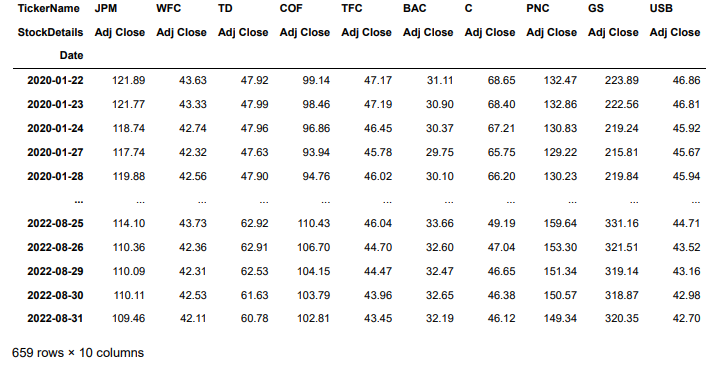 TickerName JPM WFC TD COF TFC BAC C PNC GS USB
StockDetails Adj Close Adj Close Adj Close Adj Close Adj Close Adj Close Adj Close Adj Close Adj Close Adj Close
Date
2020-01-22 121.89 43.63 47.92 99.14 47.17 31.11 68.65 132.47 223.89 46.86
2020-01-23 121.77 43.33 47.99 98.46 47.19 30.90 68.40 132.86 222.56 46.81
2020-01-24 118.74 42.74 47.96 96.86 46.45 30.37 67.21 130.83 219.24 45.92
2020-01-27 117.74 42.32 47.63 93.94 45.78 29.75 65.75 129.22 215.81 45.67
2020-01-28 119.88 42.56 47.90 94.76 46.02 30.10 66.20 130.23 219.84 45.94
... ... ... ... ... ... ... ... ... ... ...
2022-08-25 114.10 43.73 62.92 110.43 46.04 33.66 49.19 159.64 331.16 44.71
2022-08-26 110.36 42.36 62.91 106.70 44.70 32.60 47.04 153.30 321.51 43.52
2022-08-29 110.09 42.31 62.53 104.15 44.47 32.47 46.65 151.34 319.14 43.16
2022-08-30 110.11 42.53 61.63 103.79 43.96 32.65 46.38 150.57 318.87 42.98
2022-08-31 109.46 42.11 60.78 102.81 43.45 32.19 46.12 149.34 320.35 42.70
659 rows × 10 columns